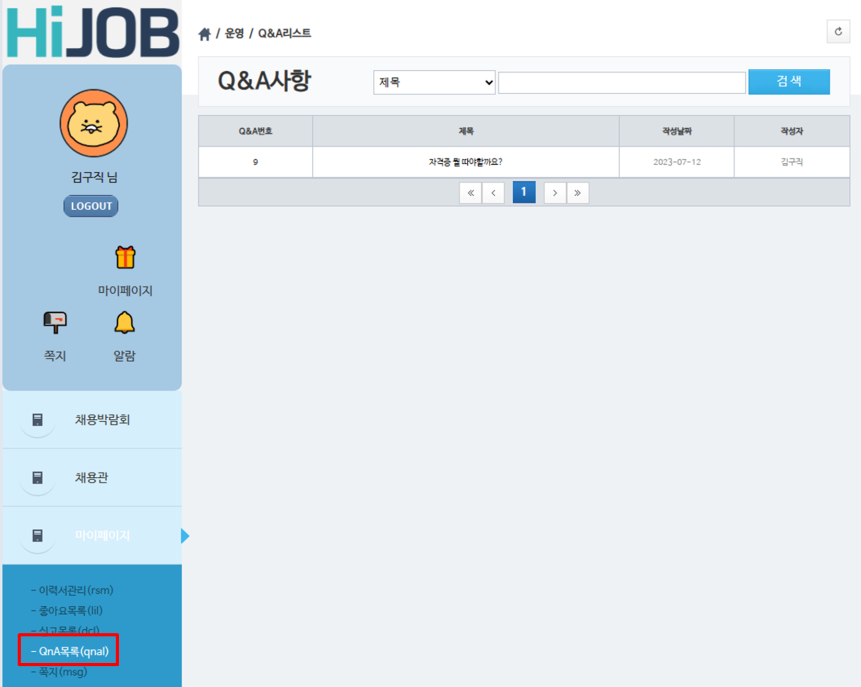 HiJOB
/ 운영 / Q&A리스트
Q&A사항
제목
검색
Q&A번호 제목 작성날짜 작성자
9 자격증 뭘 따야할까요? 2023-07-12 김구직
« < 1 > »
김구직 님
LOGOUT
마이페이지
쪽지 알람
채용박람회
채용관
마이페이지
- 이력서관리(rsm)
- 좋아요목록(lil)
- 신고목록(dcl)
- QnA목록(qnal)
- 쪽지(msg)